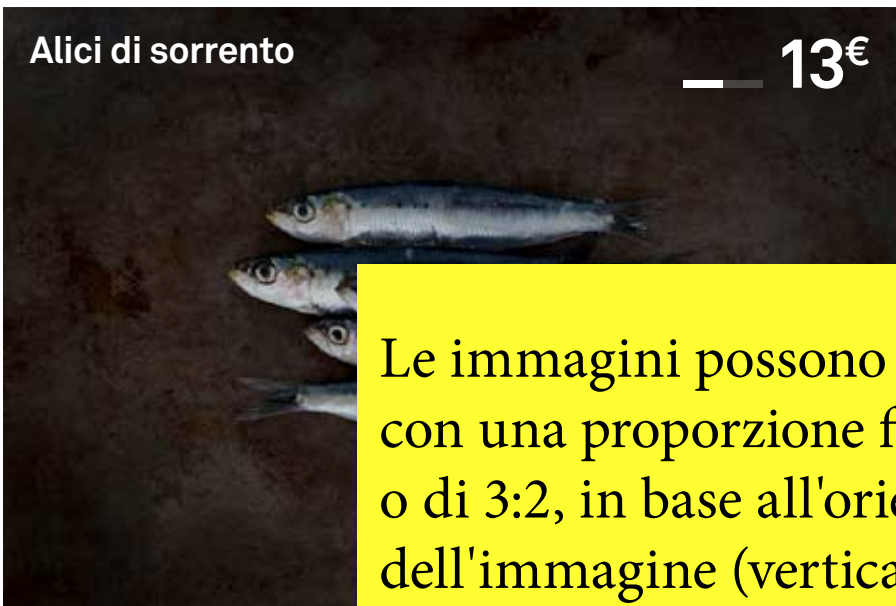 Alici di sorrento
13€
Le immagini possono
con una proporzione
o di 3:2, in base all'orie
dell'immagine (vertica